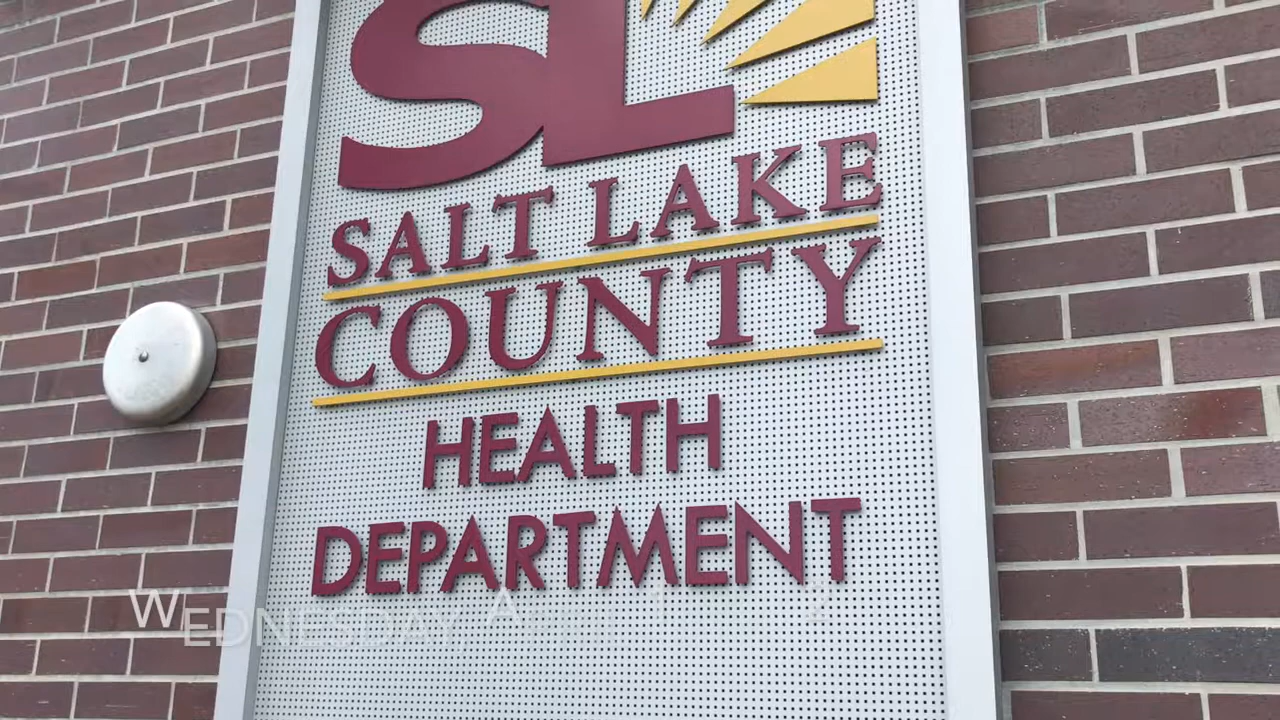 SL
SALT LAKE
COUNTY
HEALTH
DEPARTMENT
WEDNESDAY